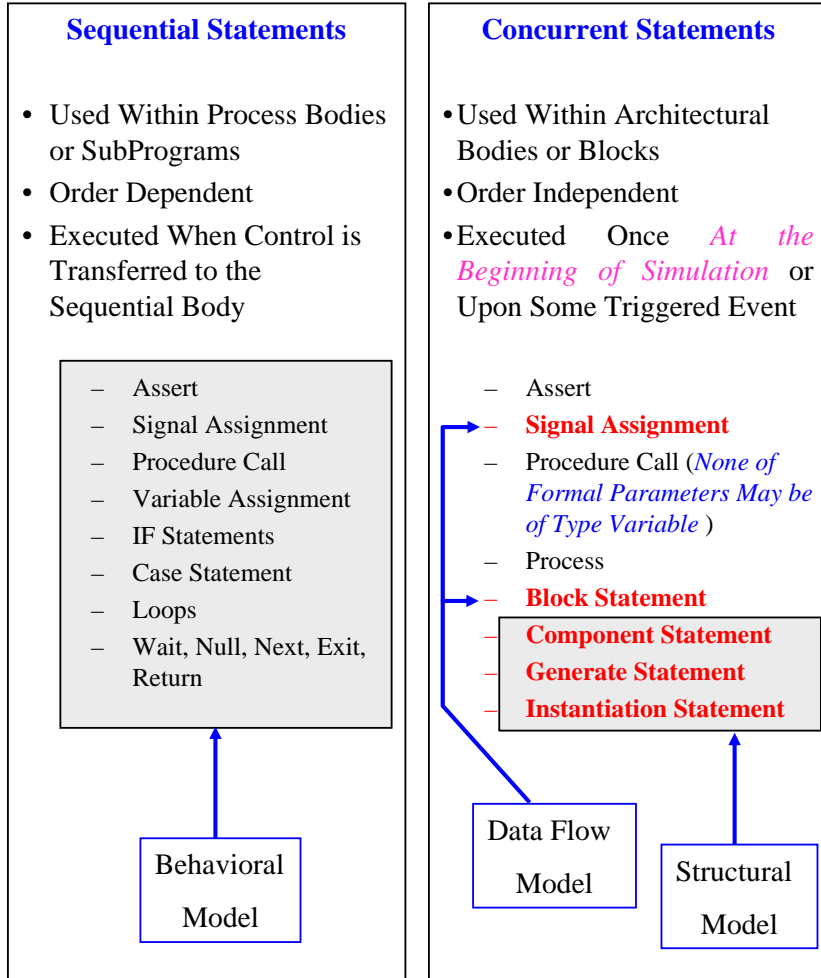 Sequential Statements
• Used Within Process Bodies
or SubPrograms
• Order Dependent
• Executed When Control is
Transferred to the
Sequential Body
– Assert
– Signal Assignment
– Procedure Call
– Variable Assignment
– IF Statements
– Case Statement
– Loops
– Wait, Null, Next, Exit,
Return
Behavioral
Model
Concurrent Statements
• Used Within Architectural
Bodies or Blocks
• Order Independent
• Executed Once At the
Beginning of Simulation or
Upon Some Triggered Event
– Assert
– Signal Assignment
– Procedure Call (None of
Formal Parameters May be
of Type Variable )
– Process
– Block Statement
– Component Statement
– Generate Statement
– Instantiation Statement
Data Flow
Model
Structural
Model